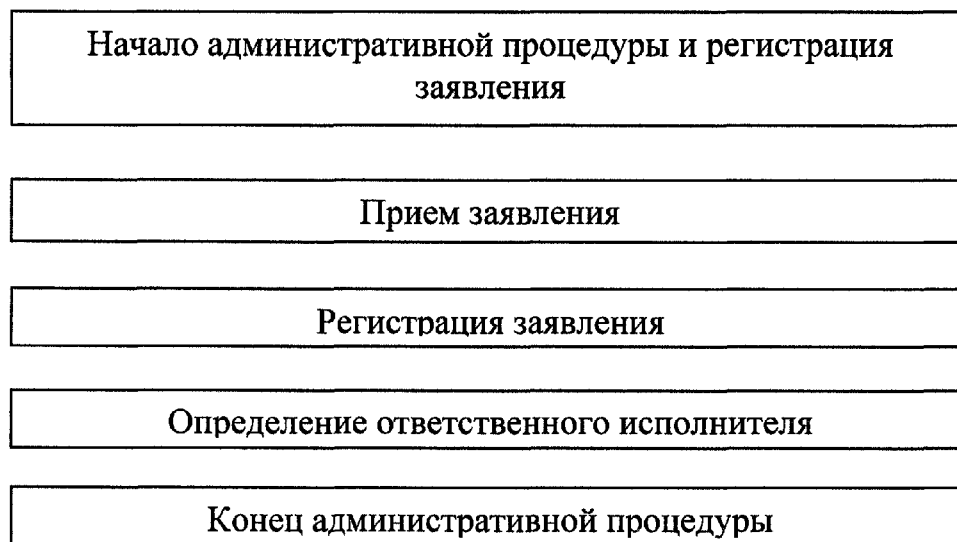 Начало административной процедуры и регистрация
заявления
Прием заявления
Регистрация заявления
Определение ответственного исполнителя
Конец административной процедуры